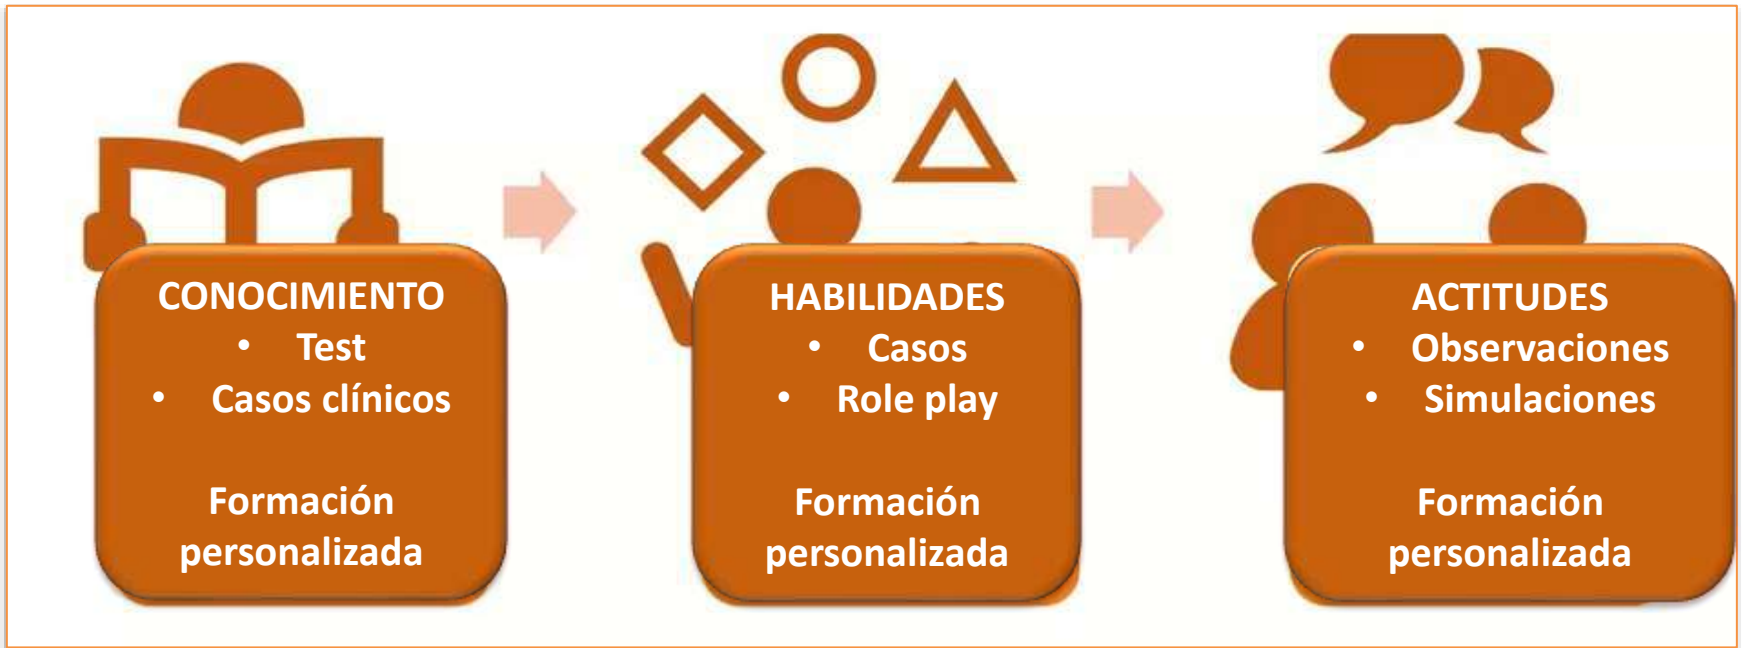 CONOCIMIENTO
• Test
• Casos clínicos
Formación
personalizada
HABILIDADES
• Casos
• Role play
Formación
personalizada
ACTITUDES
• Observaciones
• Simulaciones
Formación
personalizada